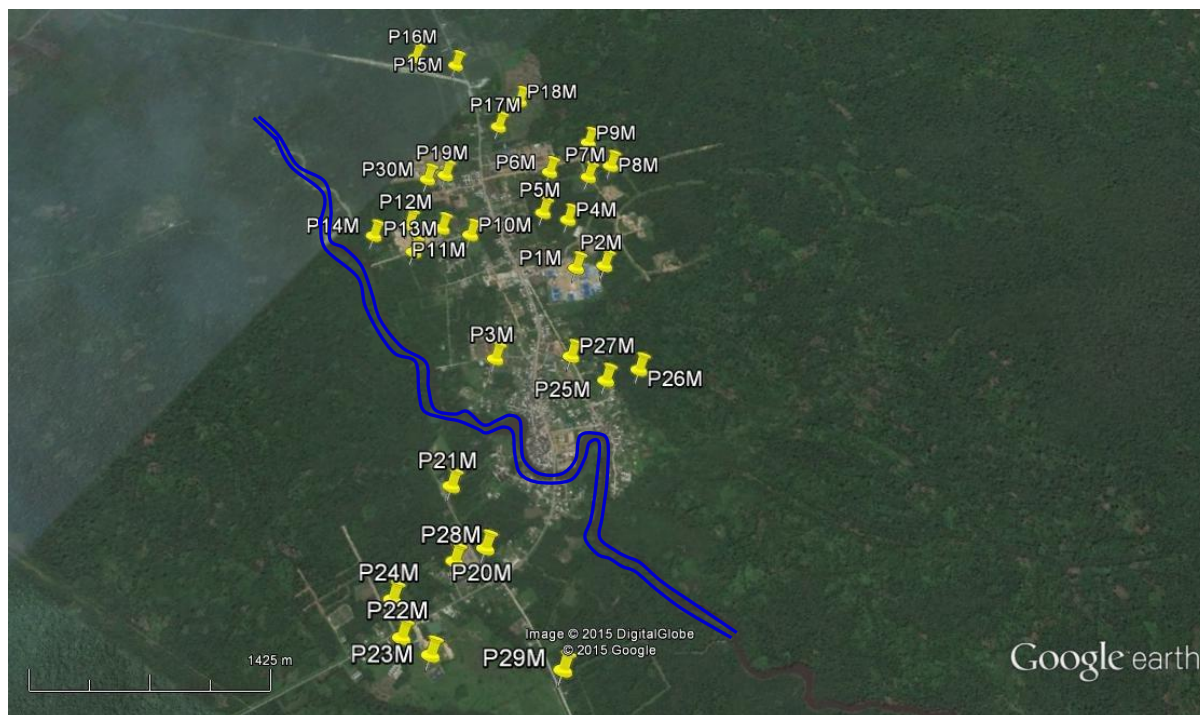 P16M
P15M
P18M
P17M
P9M
P19M
P6M
P7M
P8M
P30M
P5M
P12M
P4M
P14M
P13M
P10M
P11M
P1M
P2M
P3M
P27M
P25M
P26M
P21M
P28M
P20M
P24M
P22M
P23M
P29M
Image © 2015 DigitalGlobe
© 2015 Google
1425 m
Google earth